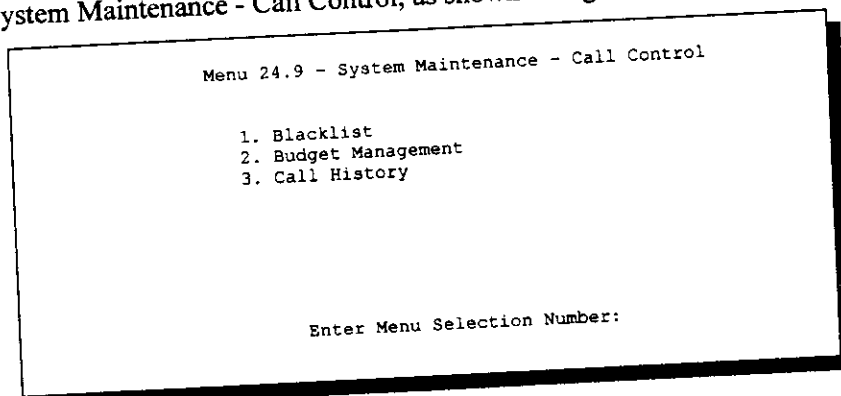 ystem Maintenance - Call Control, as shown
Menu 24.9 - System Maintenance - Call Control
1. Blacklist
2. Budget Management
3. Call History
Enter Menu Selection Number: